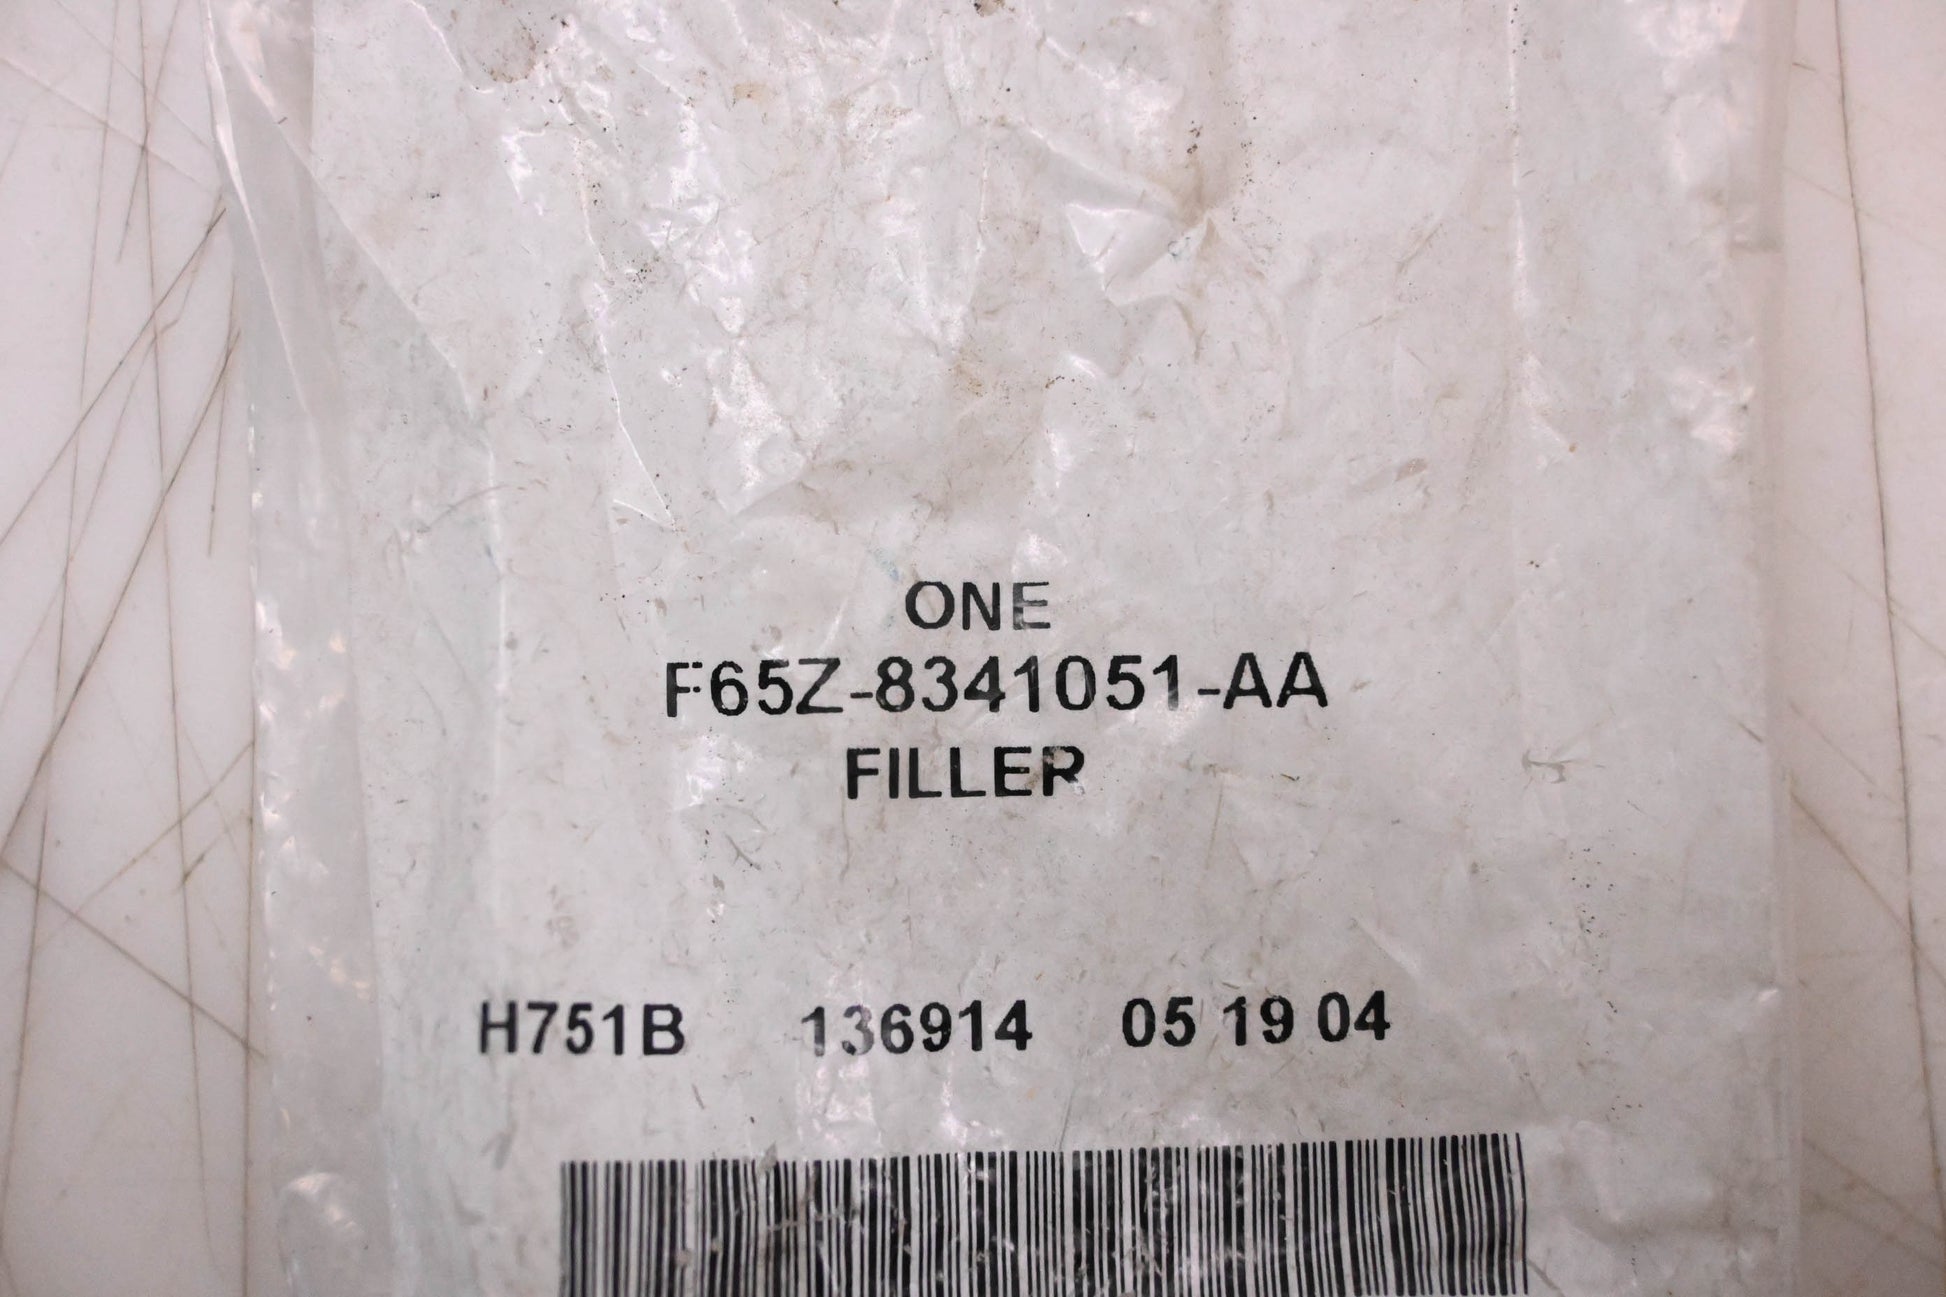 ONE
F65Z-8341051-AA
FILLER
H751B 136914 05 19 04